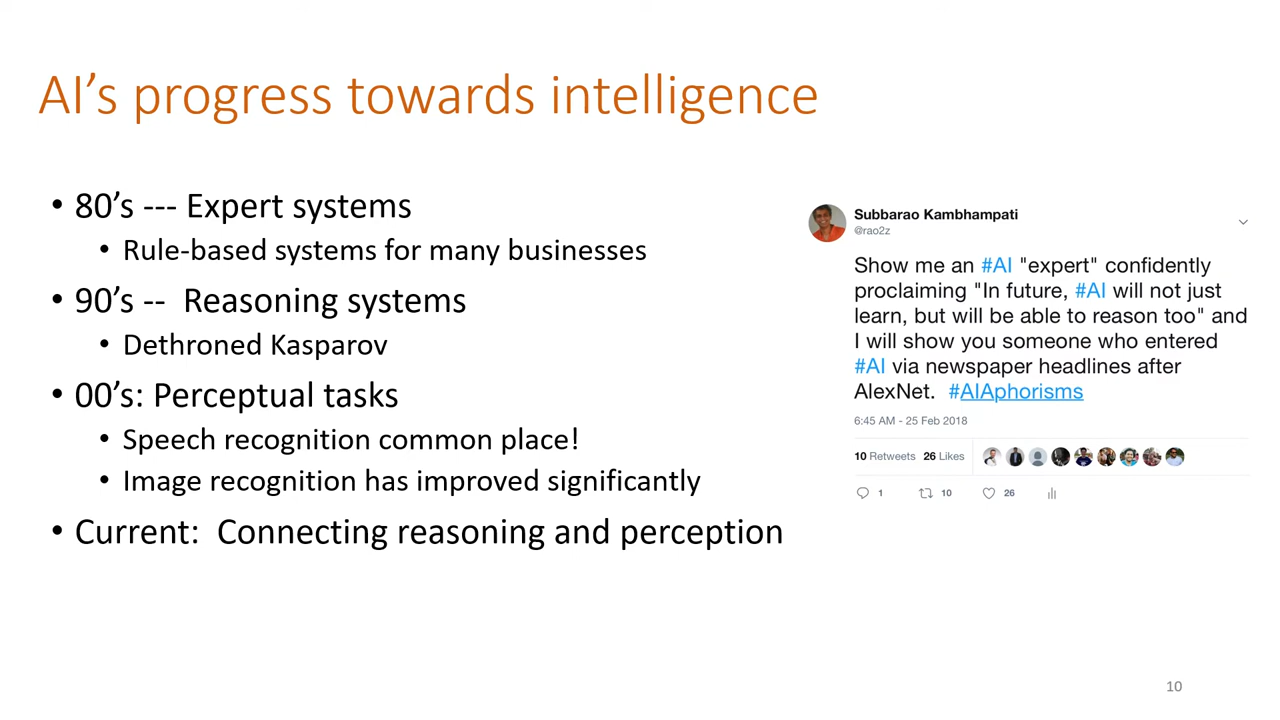 AI’s progress towards intelligence
• 80’s --- Expert systems
• Rule-based systems for many businesses
• 90’s -- Reasoning systems
• Dethroned Kasparov
• 00’s: Perceptual tasks
• Speech recognition common place!
• Image recognition has improved significantly
• Current: Connecting reasoning and perception
Subbarao Kambhampati
@rao2z
Show me an #AI "expert" confidently
proclaiming "In future, #AI will not just
learn, but will be able to reason too" and
I will show you someone who entered
#AI via newspaper headlines after
AlexNet. #AIAphorisms
6:45 AM - 25 Feb 2018
10 Retweets 26 Likes
1 10 26
10